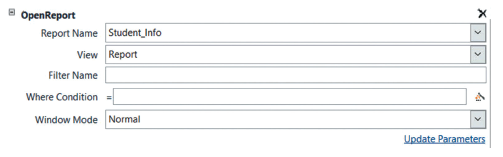 OpenReport
Report Name Student_Info
View Report
Filter Name
Where Condition =
Window Mode Normal
Update Parameters